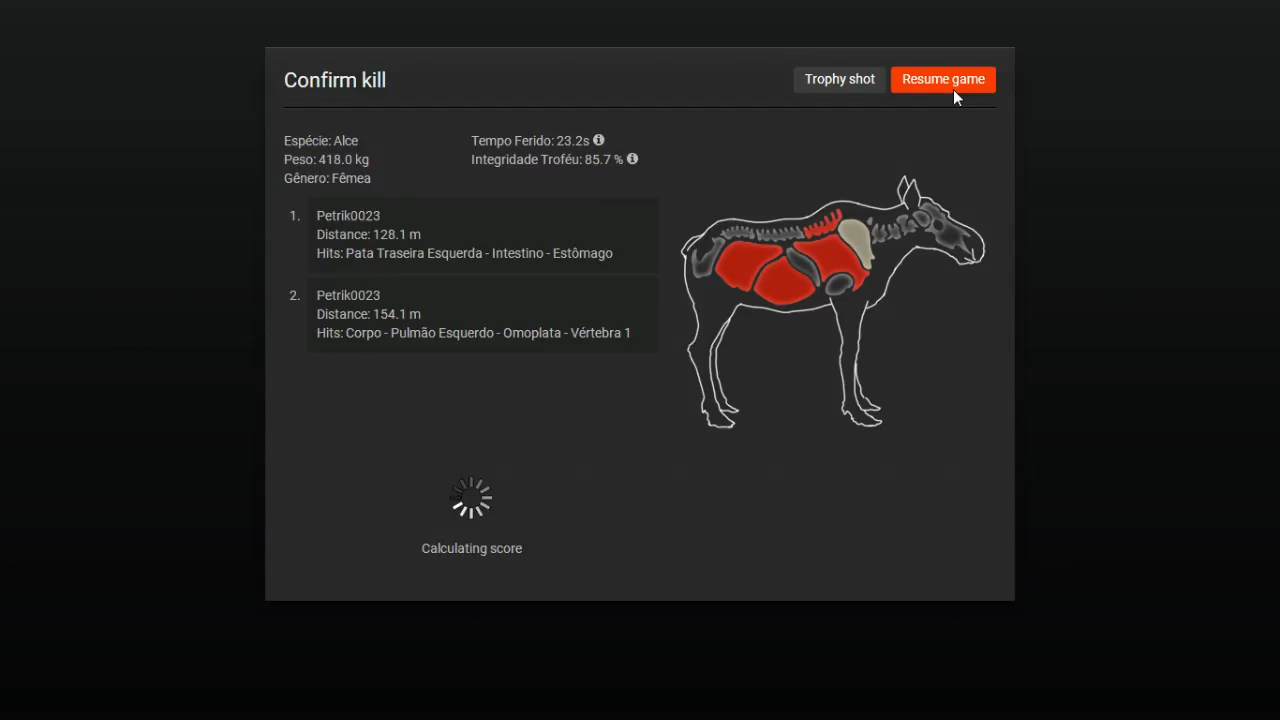 Confirm kill
Trophy shot
Resume game
Espécie: Alce
Peso: 418.0 kg
Gênero: Fêmea
Tempo Ferido: 23.2s
Integridade Troféu: 85.7 %
1.
Petrik0023
Distance: 128.1 m
Hits: Pata Traseira Esquerda - Intestino - Estômago
2.
Petrik0023
Distance: 154.1 m
Hits: Corpo - Pulmão Esquerdo - Omoplata - Vértebra 1
Calculating score